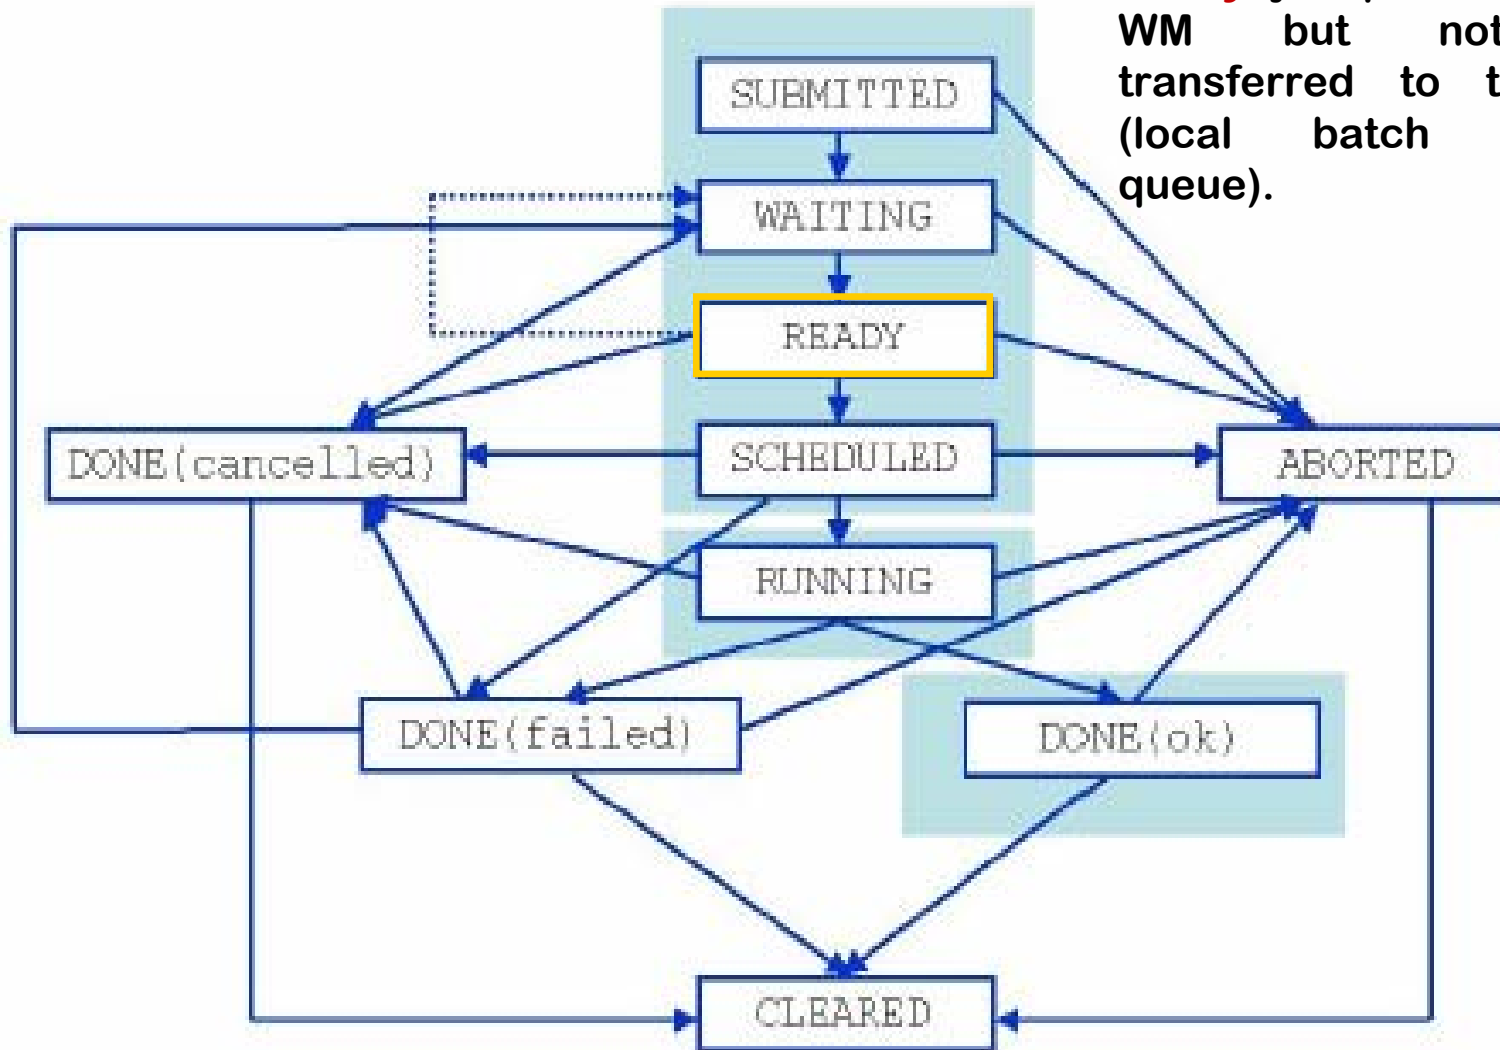 WM but not
transferred to t
(local batch
queue).
SUBMITTED
WAITING
READY
SCHEDULED
DONE(cancelled)
ABORTED
RUNNING
DONE(failed)
DONE(ok)
CLEARED